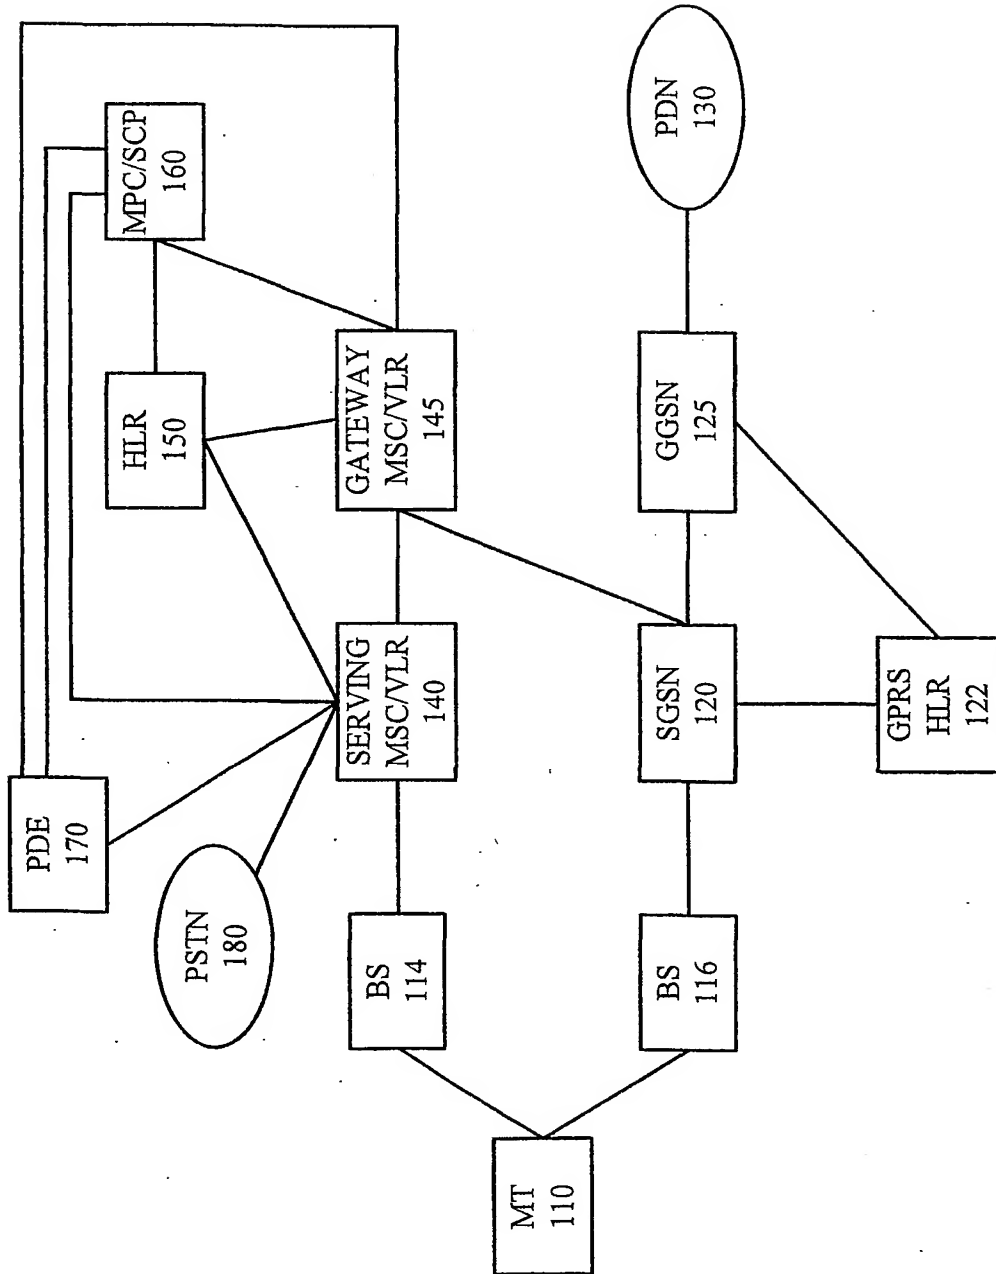 PDE
170
MPC/SCP
160
HLR
150
PSTN
180
SERVING
MSC/VLR
140
GATEWAY
MSC/VLR
145
BS
114
MT
110
BS
116
SGSN
120
GGSN
125
PDN
130
GPRS
HLR
122